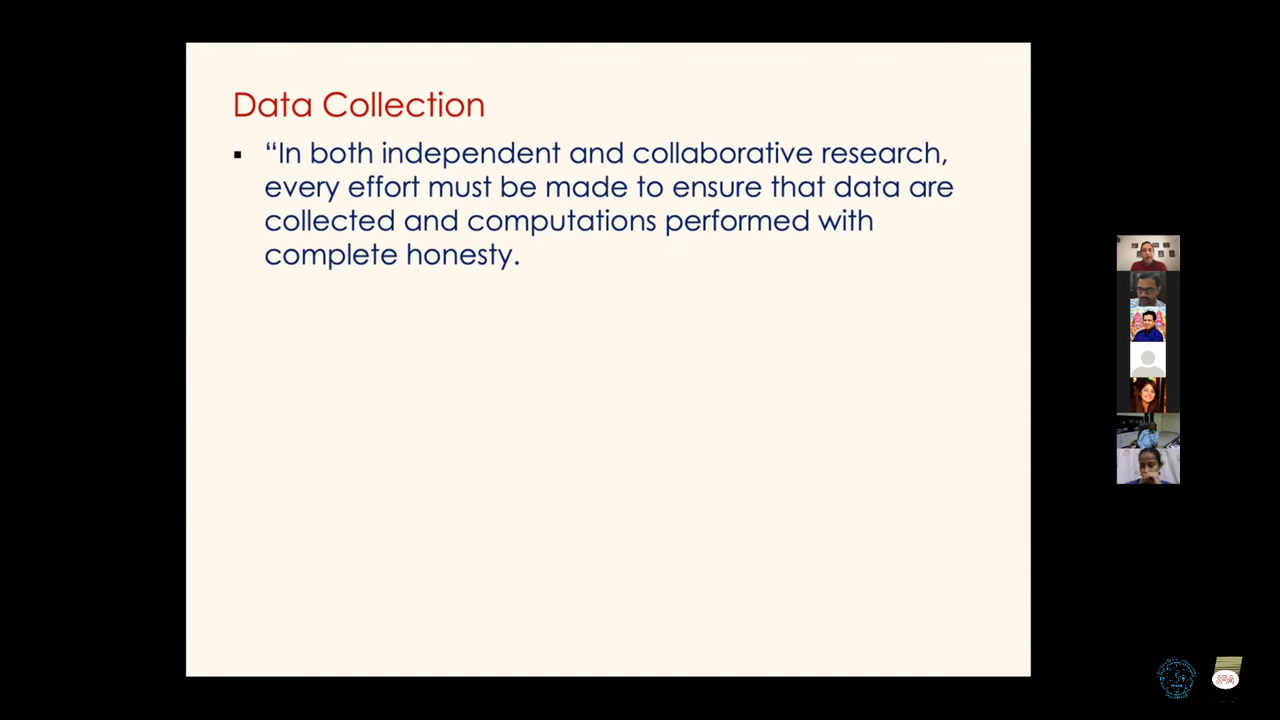 Data Collection
▪ “In both independent and collaborative research,
every effort must be made to ensure that data are
collected and computations performed with
complete honesty.